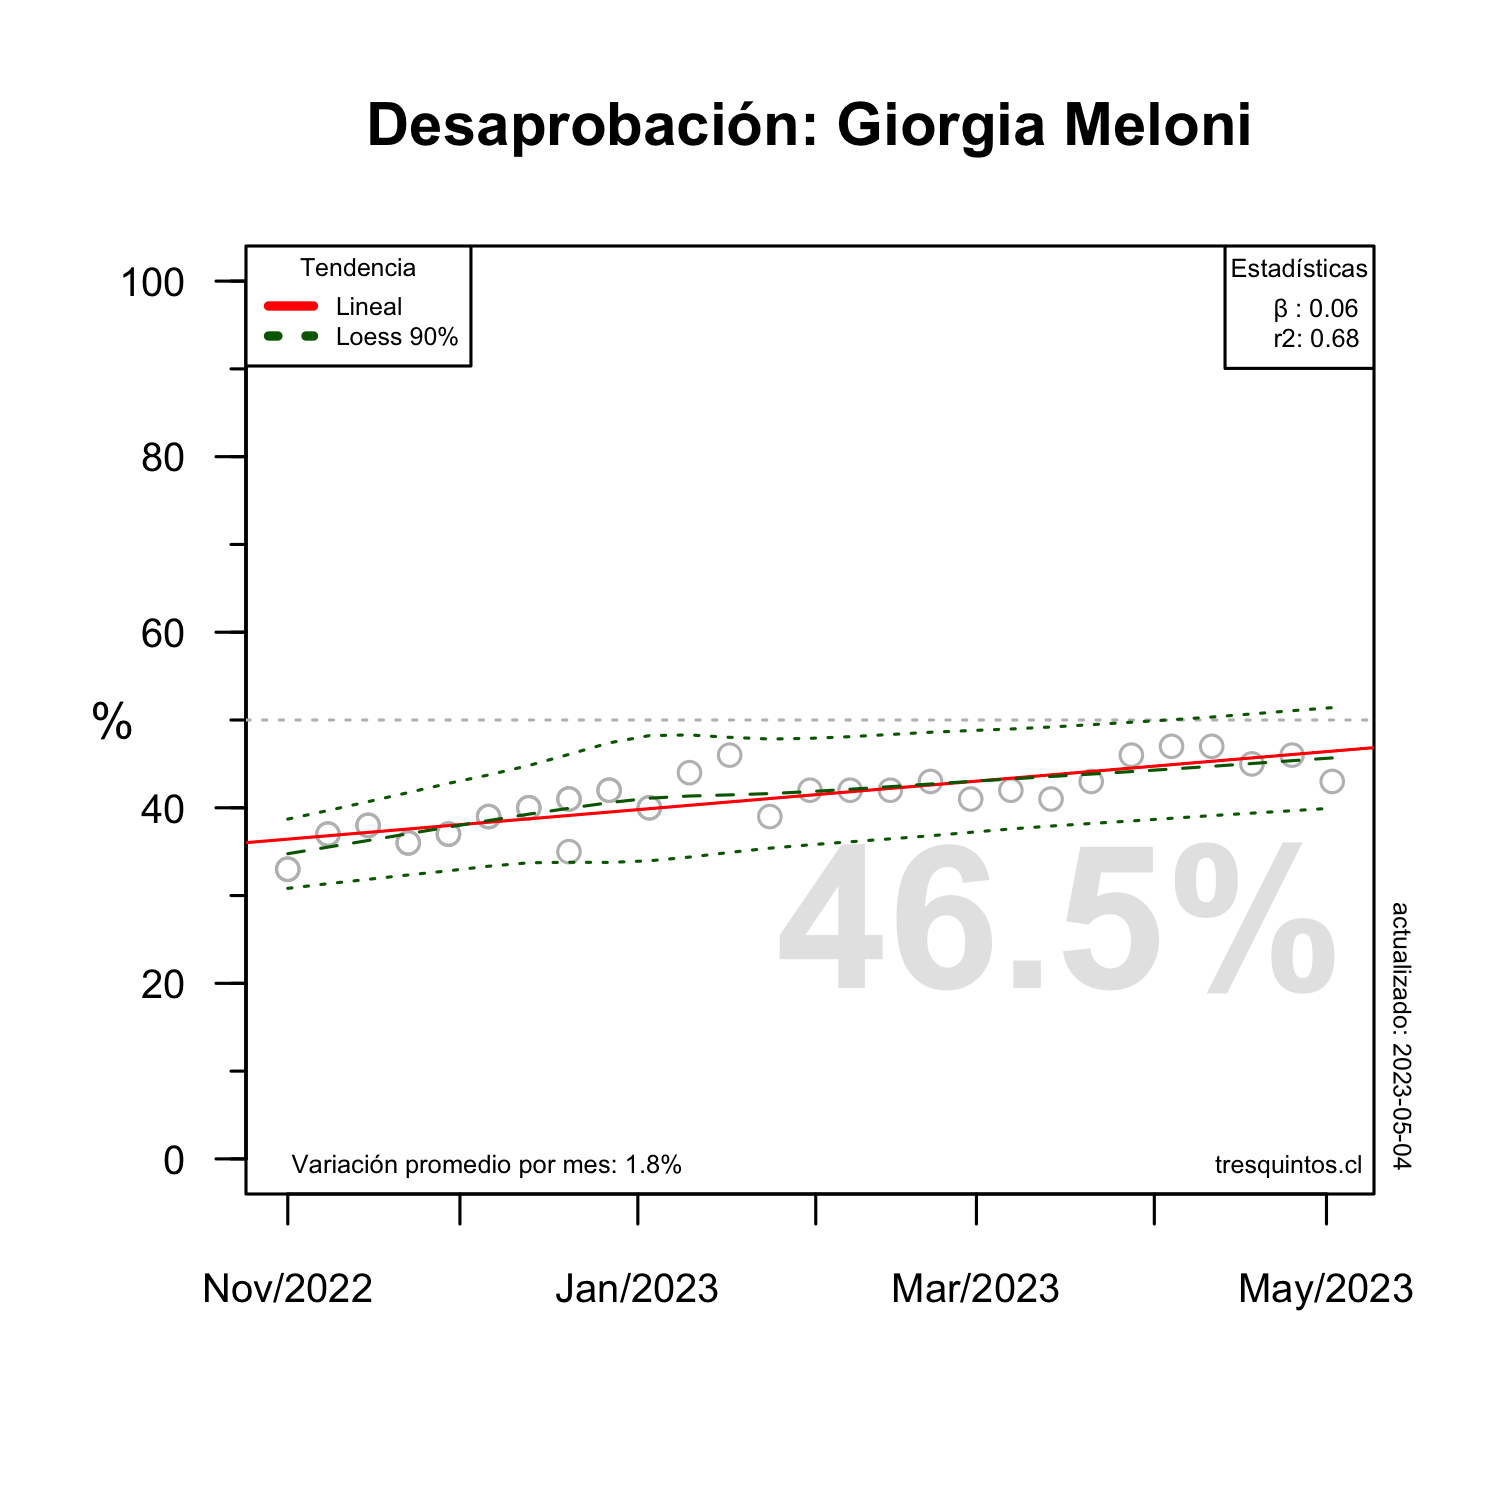 Desaprobación: Giorgia Meloni
Tendencia
Lineal
Loess 90%
Estadísticas
β : 0.06
r2: 0.68
100
80
60
%
40
20
0
46.5%
actualizado: 2023-05-04
Variación promedio por mes: 1.8%
tresquintos.cl
Nov/2022
Jan/2023
Mar/2023
May/2023